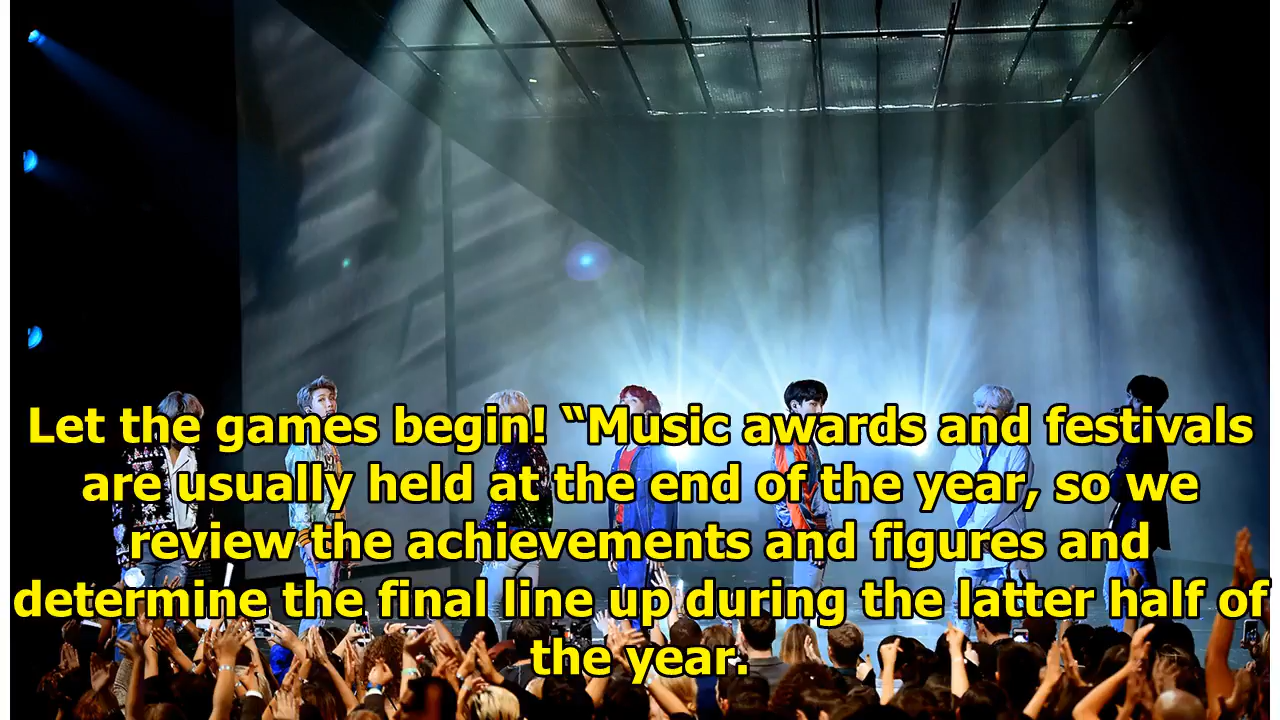 Let the games begin! “Music awards and festivals
are usually held at the end of the year, so we
review the achievements and figures and
determine the final line up during the latter half of
the year.